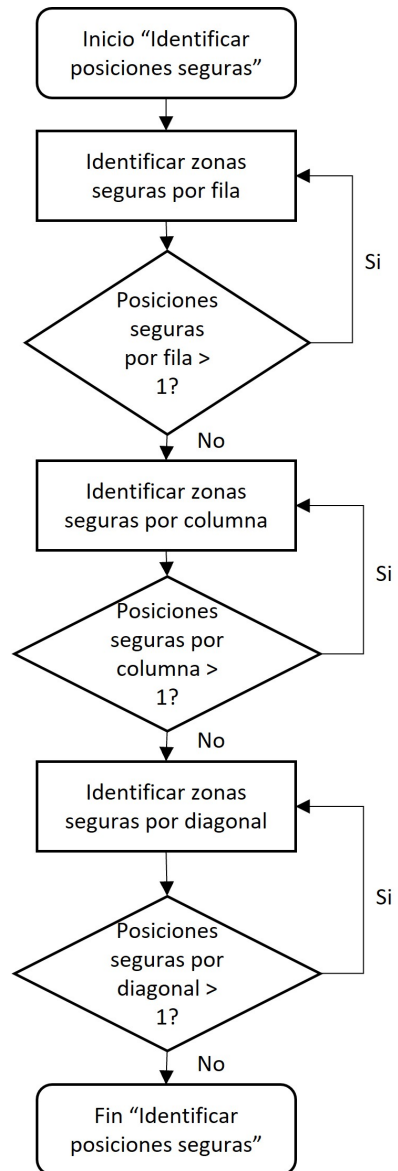 Inicio “Identificar
posiciones seguras”
Identificar zonas
seguras por fila
Si
Posiciones
seguras
por fila >
1?
No
Identificar zonas
seguras por columna
Si
Posiciones
seguras por
columna >
1?
No
Identificar zonas
seguras por diagonal
Si
Posiciones
seguras por
diagonal >
1?
No
Fin “Identificar
posiciones seguras”